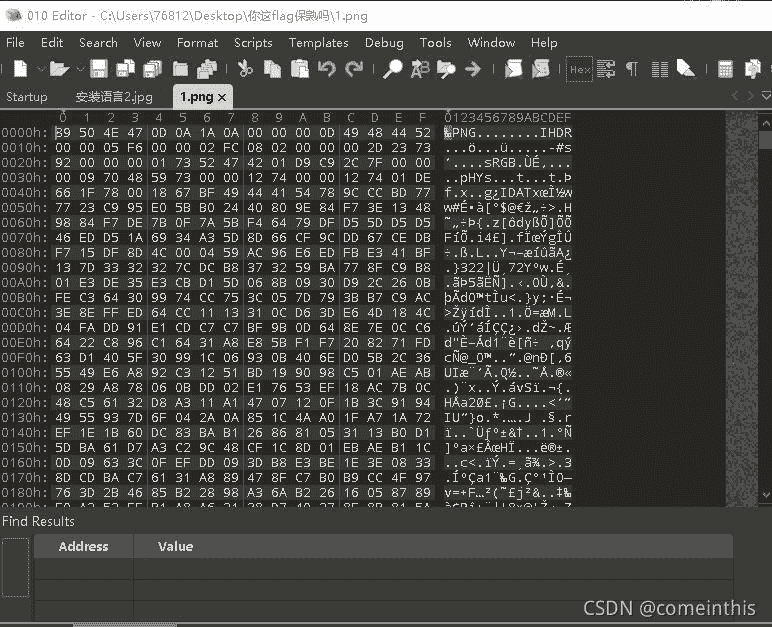 010 Editor - C:\Users\76812\Desktop\你这flag保熟吗\1.png
File Edit Search View Format Scripts Templates Debug Tools Window Help
Hex
Startup 安装语言2.jpg 1.png ×
0 1 2 3 4 5 6 7 8 9 A B C D E F 0123456789ABCDEF
0000h: 89 50 4E 47 0D 0A 1A 0A 00 00 00 0D 49 48 44 52 ‰PNG........IHDR
0010h: 00 00 05 F6 00 00 02 FC 08 02 00 00 00 2D 23 73 ...ö...ü.....-#s
0020h: 92 00 00 00 01 73 52 47 42 01 D9 C9 2C 7F 00 00 ’....sRGB.ÙÉ,...
0030h: 00 09 70 48 59 73 00 00 12 74 00 00 12 74 01 DE ..pHYs...t...t.Þ
0040h: 66 1F 78 00 18 67 BF 49 44 41 54 78 9C CC BD 77 f.x..g¿IDATxœÌ½w
0050h: 77 23 C9 95 E0 5B B0 24 40 80 9E 84 F7 3E 13 48 w#É•à[°$@€ž„÷>.H
0060h: 98 84 F7 DE 7B 0F 7A 5B F4 64 79 DF D5 5D D5 D5 ˜„÷Þ{.z[ôdyßÕ]ÕÕ
0070h: 46 ED D5 1A 69 34 A3 5D 8D 66 CF 9C DD 67 CE DB FíÕ.i4£].fÏœÝgÎÛ
0080h: F7 15 DF 8D 4C 00 04 59 AC 96 E6 ED FB E3 41 BF ÷.ß.L..Y¬–æíûãA¿
0090h: 13 7D 33 32 32 7C DC B8 37 32 59 BA 77 8F C9 B8 .}322|Ü¸72Yºw.É¸
00A0h: 01 E3 DE 35 E3 CB D1 5D 06 8B 09 30 D9 2C 26 0B
00B0h: FE C3 64 30 99 74 CC 75 3C 05 7D 79 3B B7 C9 AC þÃd0™tÌu<.}y;·É¬
00C0h: 3E 8E FF ED 64 CC 11 13 31 0C D6 3D E6 4D 18 4C
00D0h: 04 FA DD 91 E1 CD C7 C7 BF 9B 0D 64 8E 7E 0C C6 .úÝ‘áÍÇÇ¿›.dŽ~.Æ
00E0h: 64 22 C8 96 C1 64 31 A8 E8 5B F1 F7 20 82 71 FD
00F0h: 63 D1 40 5F 30 99 1C 06 93 0B 40 6E D0 5B 2C 36 cÑ@_0™..“.@nÐ[,6
0100h: 55 49 E6 A8 92 C3 12 51 BD 19 90 98 C5 01 AE AB
0110h: 08 29 A8 78 06 0B DD 02 E1 76 53 EF 18 AC 7B 0C .)¨x..Ý.ávSï.¬{.
0120h: 48 C5 61 32 D8 A3 11 A1 47 07 12 0F 1B 3C 91 94
0130h: 49 55 93 7D 6F 04 2A 0A 85 1C 4A A0 1F A7 1A 72
0140h: EF 1E 1B 60 DC 83 BA B1 26 86 81 05 31 13 B0 D1
0150h: 5D BA 61 D7 A3 C2 9C 48 CF 1C 8D 01 EB AE B1 1C
0160h: 0D 09 63 3C 0F EF DD 09 3D B8 E3 BE 1E 3E 08 33 ..c<.ïÝ.=¸ã¾.>.3
0170h: 8D CD BA C7 61 31 A8 89 47 8F C7 B0 B9 CC 4F 97
0180h: 76 3D 2B 46 85 B2 28 98 A3 6A B2 26 16 05 87 89
Find Results
Address Value
CSDN @comeinthis